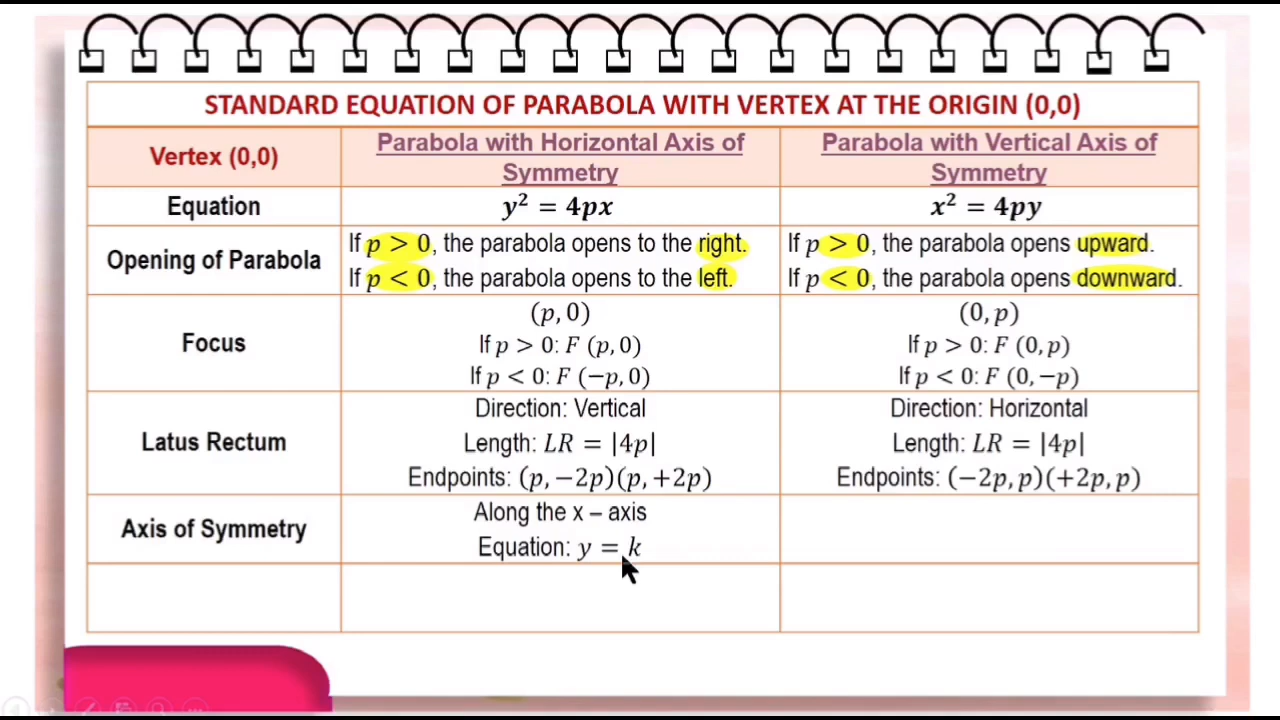 STANDARD EQUATION OF PARABOLA WITH VERTEX AT THE ORIGIN (0,0)
Vertex (0,0)
Parabola with Horizontal Axis of
Symmetry
Parabola with Vertical Axis of
Symmetry
Equation
y² = 4px
x² = 4py
Opening of Parabola
If p > 0, the parabola opens to the right.
If p < 0, the parabola opens to the left.
If p > 0, the parabola opens upward.
If p < 0, the parabola opens downward.
Focus
(p, 0)
If p > 0: F (p, 0)
If p < 0: F (−p, 0)
(0, p)
If p > 0: F (0, p)
If p < 0: F (0, −p)
Latus Rectum
Direction: Vertical
Length: LR = |4p|
Endpoints: (p, −2p)(p, +2p)
Direction: Horizontal
Length: LR = |4p|
Endpoints: (−2p, p)(+2p, p)
Axis of Symmetry
Along the x – axis
Equation: y = k